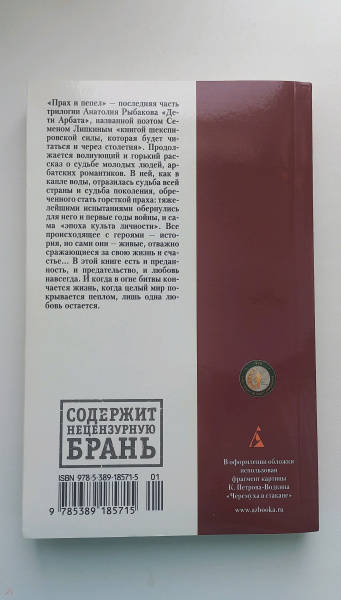 «Прах и пепел» — последняя часть
трилогии Анатолия Рыбакова «Де-
ти Арбата», названной поэтом Се-
меном Липкиным «книгой шекспи-
ровской силы, которая будет чи-
таться и через столетия». Продол-
жается волнующий и горький рас-
сказ о судьбе молодых людей, ар-
батских романтиков. В ней, как в
капле воды, отразилась судьба всей
страны и судьба поколения, обре-
ченного стать горсткой праха: тяже-
лейшими испытаниями обернулись
для него и первые годы войны, и са-
ма «эпоха культа личности». Все
происходящее с героями — исто-
рия, но сами они — живые, отважно
сражающиеся за свою жизнь и сча-
стье... В этой книге есть и предан-
ность, и предательство, и любовь
навсегда. И когда в огне битвы кон-
чается жизнь, когда целый мир по-
крывается пеплом, лишь одна лю-
бовь остается.
СОДЕРЖИТ
НЕЦЕНЗУРНУЮ
БРАНЬ
ISBN 978-5-389-18571-5
01
9 785389 185715
В оформлении обложки
использован
фрагмент картины
К. Петрова-Водкина
«Черемуха в стакане»
www.azbooka.ru